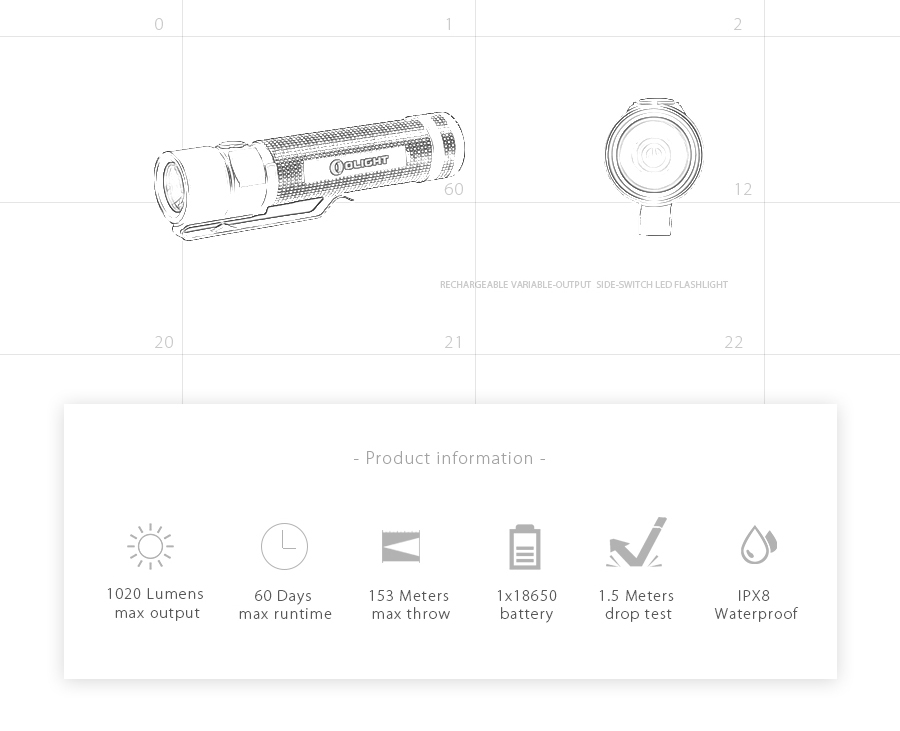 0
1
2
OLIGHT
60
12
RECHARGEABLE VARIABLE-OUTPUT SIDE-SWITCH LED FLASHLIGHT
20
21
22
- Product information -
1020 Lumens
max output
60 Days
max runtime
153 Meters
max throw
1x18650
battery
1.5 Meters
drop test
IPX8
Waterproof